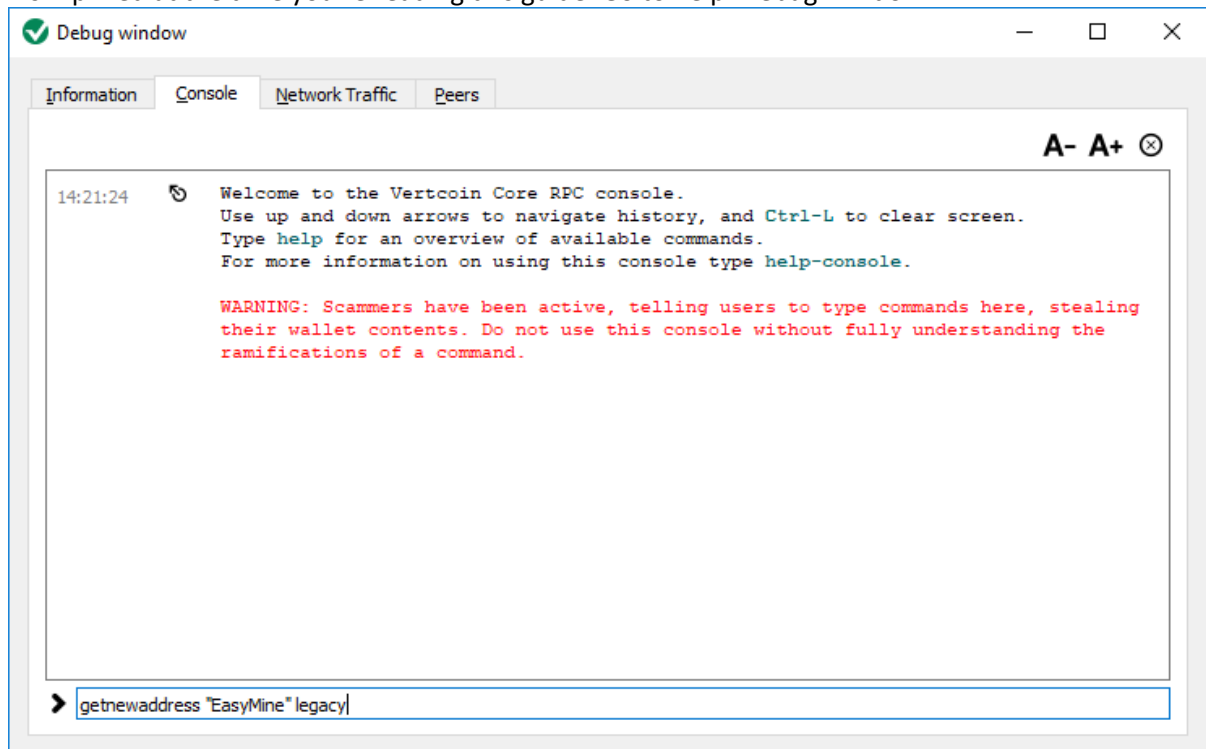 Debug window
Information Console Network Traffic Peers
A- A+
14:21:24 Welcome to the Vertcoin Core RPC console.
Use up and down arrows to navigate history, and Ctrl-L to clear screen.
Type help for an overview of available commands.
For more information on using this console type help-console.
WARNING: Scammers have been active, telling users to type commands here, stealing
their wallet contents. Do not use this console without fully understanding the
ramifications of a command.
getnewaddress "EasyMine" legacy